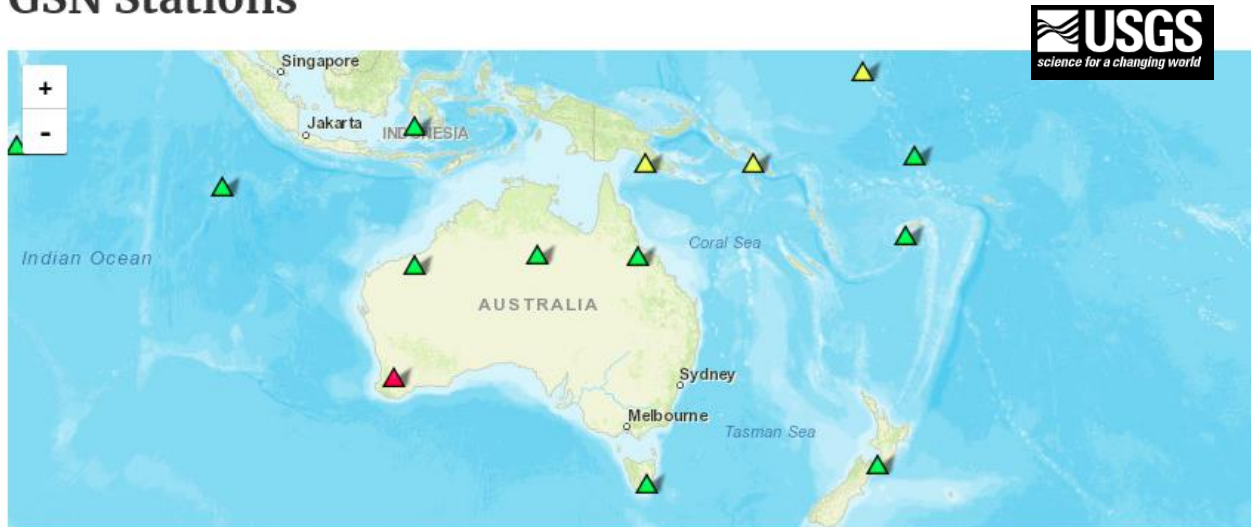 GSN Stations
USGS
science for a changing world
+
-
Singapore
Jakarta
INDONESIA
Indian Ocean
Coral Sea
AUSTRALIA
Sydney
Melbourne
Tasman Sea